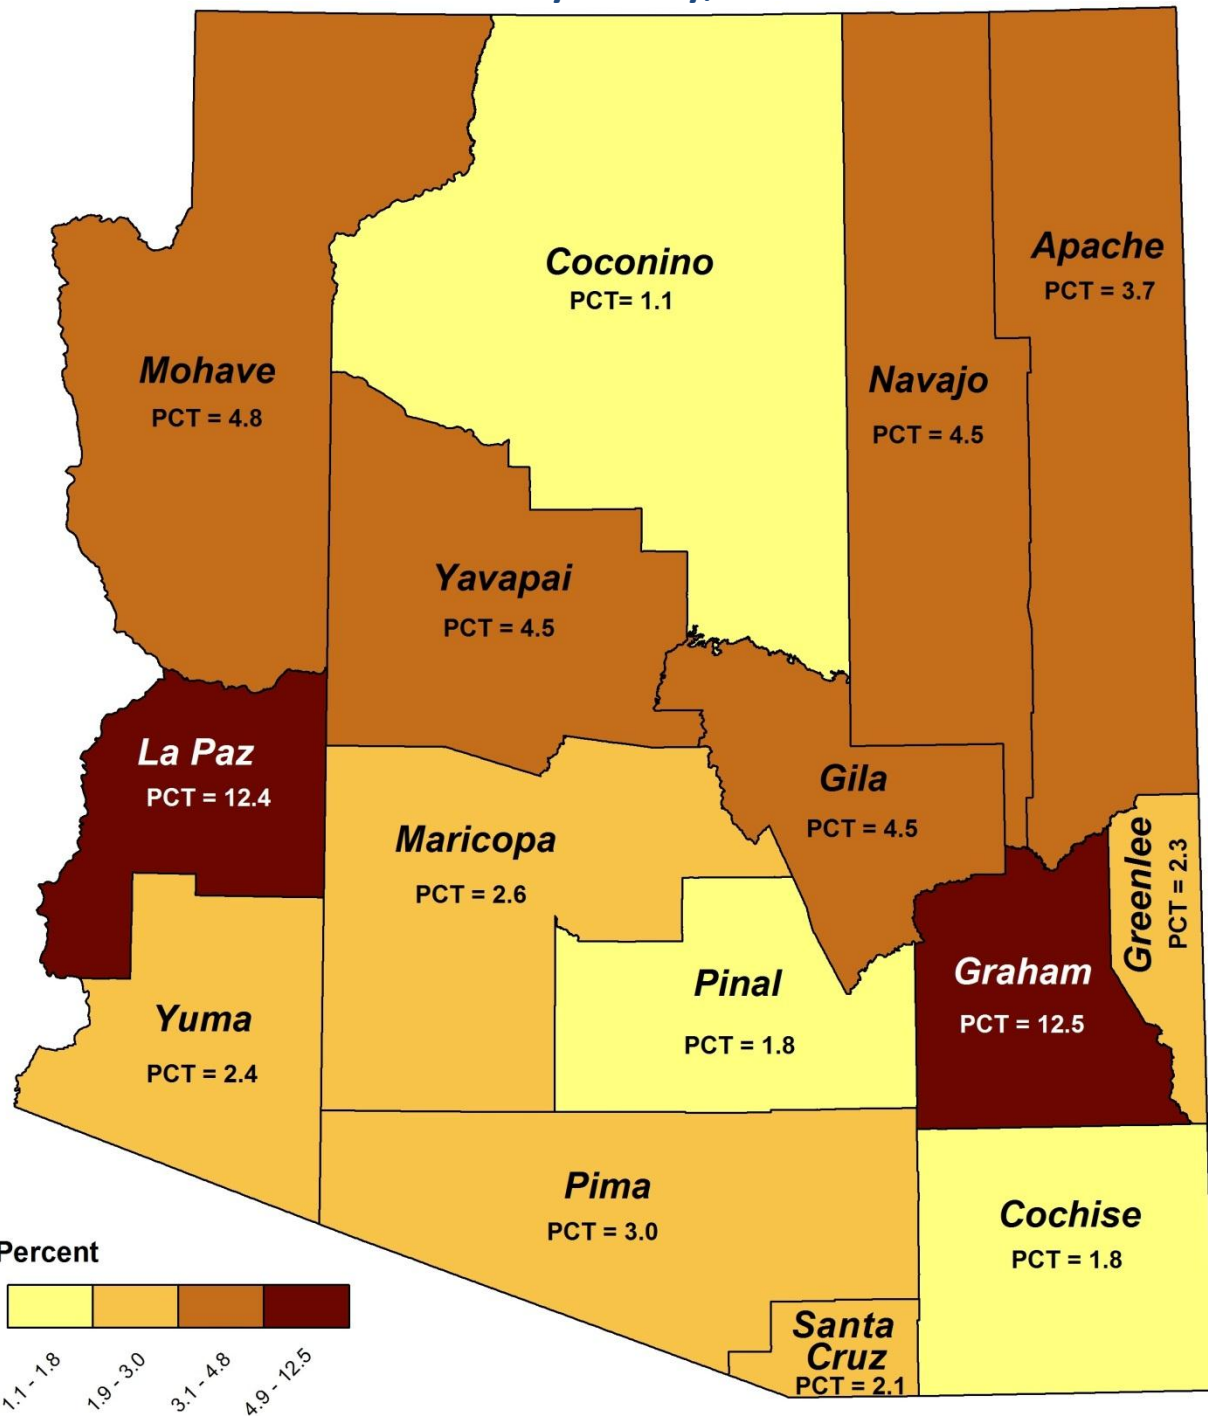 Coconino
PCT= 1.1
Apache
PCT = 3.7
Mohave
PCT = 4.8
Navajo
PCT = 4.5
Yavapai
PCT = 4.5
La Paz
PCT = 12.4
Gila
PCT = 4.5
Maricopa
PCT = 2.6
Greenlee
PCT = 2.3
Graham
PCT = 12.5
Pinal
PCT = 1.8
Yuma
PCT = 2.4
Pima
PCT = 3.0
Cochise
PCT = 1.8
Santa
Cruz
PCT = 2.1
Percent
1.1 - 1.8
1.9 - 3.0
3.1 - 4.8
4.9 - 12.5